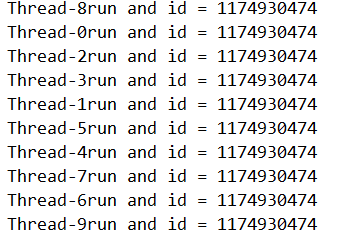 Thread-8run and id = 1174930474
Thread-0run and id = 1174930474
Thread-2run and id = 1174930474
Thread-3run and id = 1174930474
Thread-1run and id = 1174930474
Thread-5run and id = 1174930474
Thread-4run and id = 1174930474
Thread-7run and id = 1174930474
Thread-6run and id = 1174930474
Thread-9run and id = 1174930474